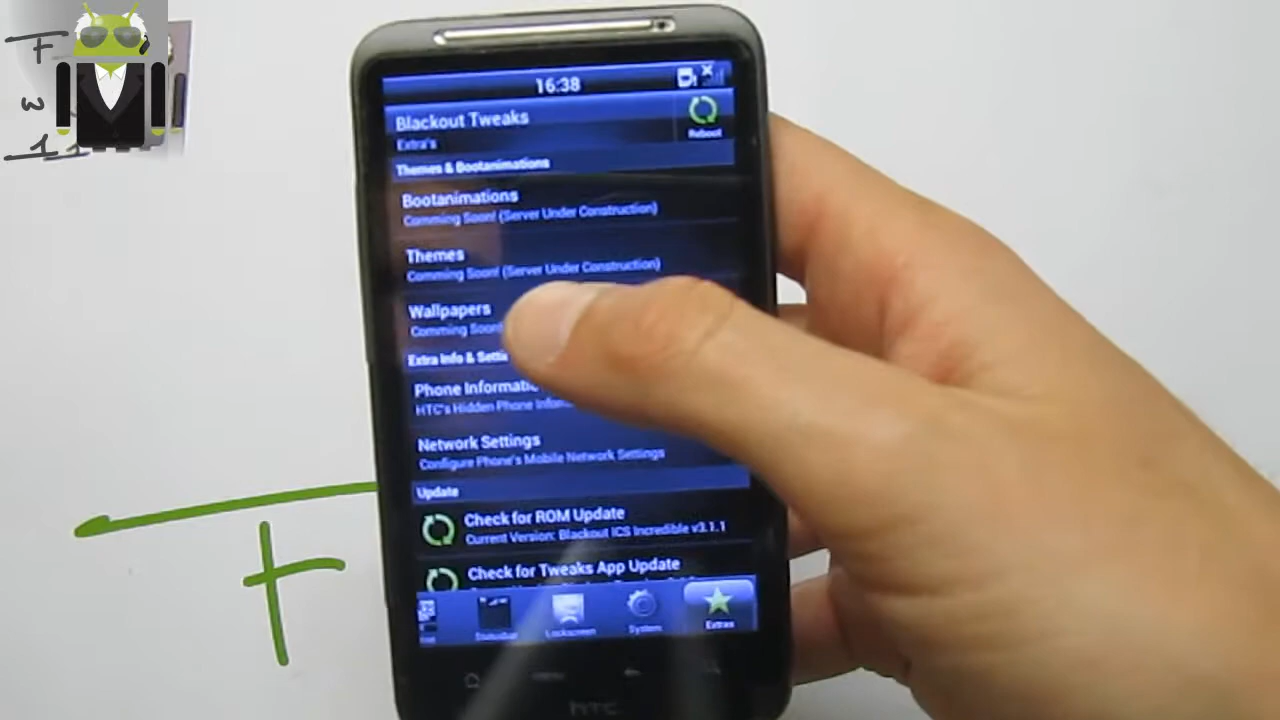 16:38
Blackout Tweaks
Extra's
Reboot
Themes & Bootanimations
Bootanimations
Comming Soon! (Server Under Construction)
Themes
Comming Soon! (Server Under Construction)
Wallpapers
Comming Soon!
Extra Info &
Phone
HTC's Hidden Phone
Network Settings
Configure Phone's Mobile Network Settings
Update
Check for ROM Update
Current Version: Blackout ICS Incredible v3.1.1
Check for Tweaks App Update
Statusbar
Lockscreen
System
Extras
MENU
HTC
F
W